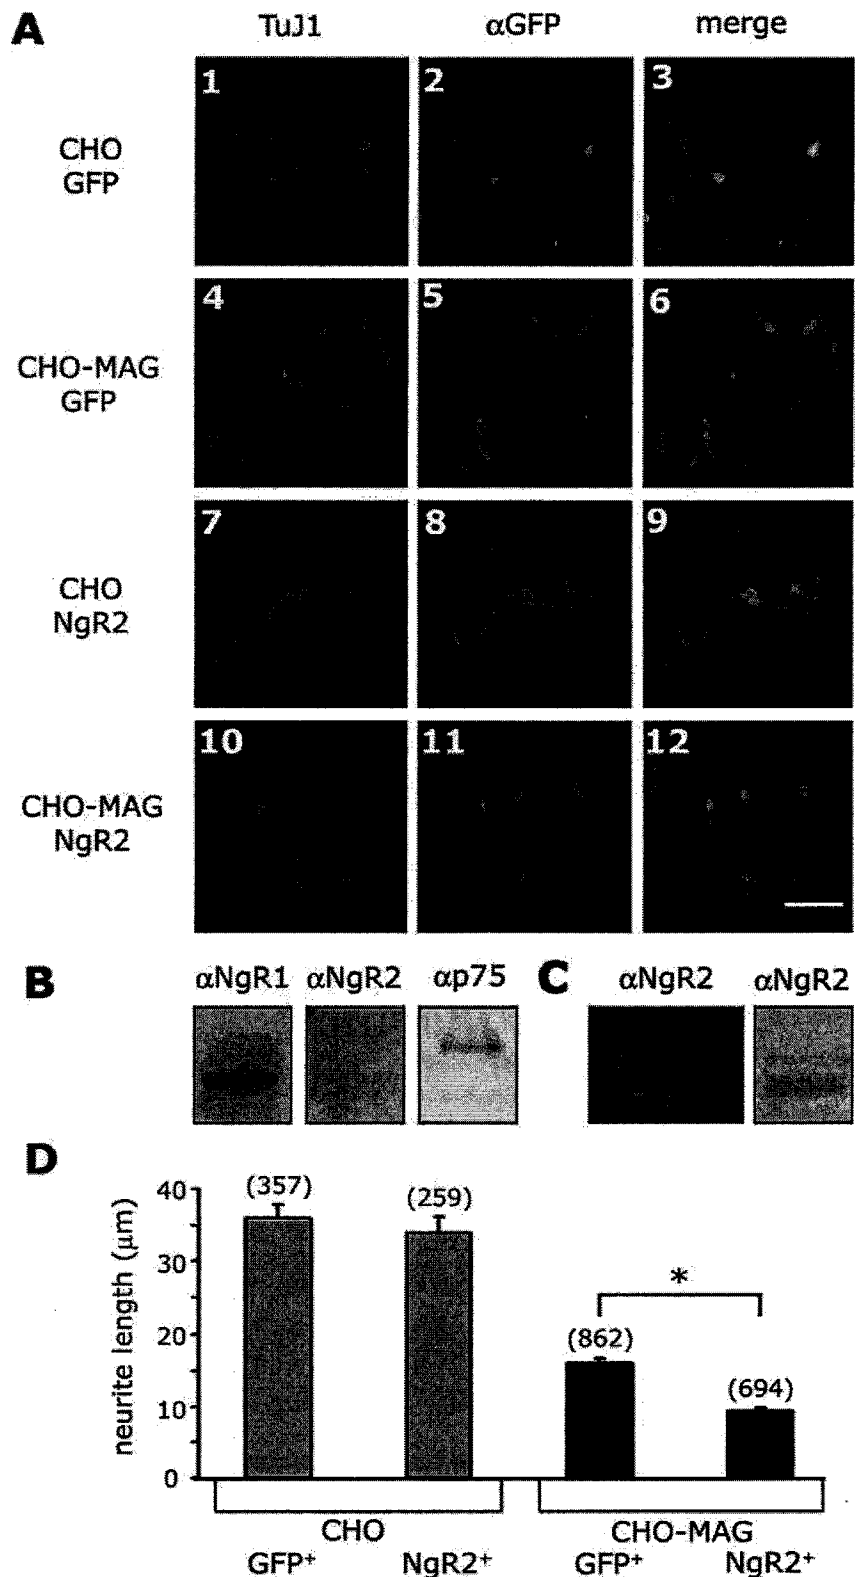 A TuJ1 αGFP merge
CHO
GFP
1 2 3
CHO-MAG
GFP
4 5 6
CHO
NgR2
7 8 9
CHO-MAG
NgR2
10 11 12
B αNgR1 αNgR2 αp75 C αNgR2 αNgR2
D
neurite length (μm)
40
30
20
10
0
(357) (259) * (862) (694)
CHO CHO-MAG
GFP⁺ NgR2⁺ GFP⁺ NgR2⁺